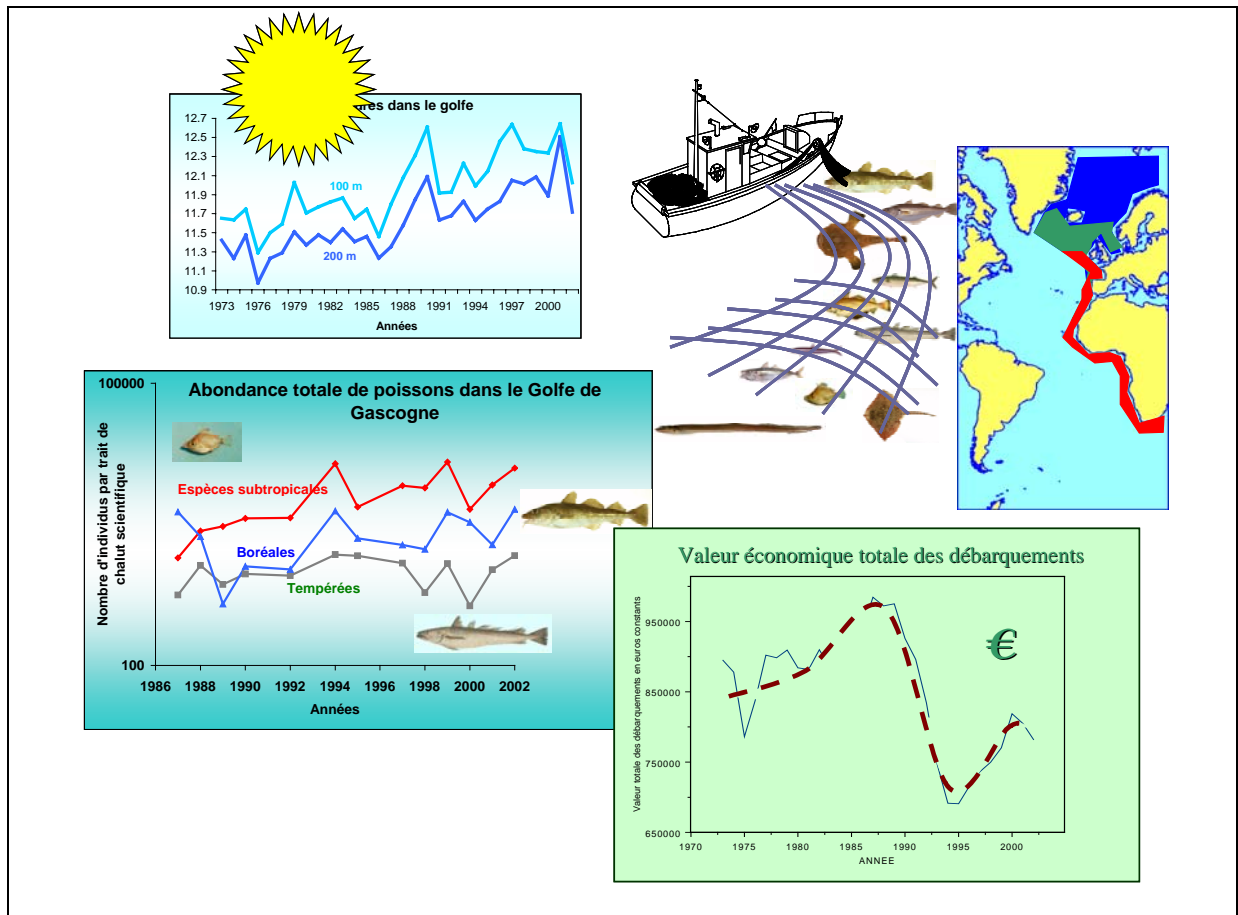 res dans le golfe
12.7
12.5
12.3
12.1
11.9
11.7
11.5
11.3
11.1
10.9
100 m
200 m
1973 1976 1979 1982 1985 1988 1991 1994 1997 2000
Années
Abondance totale de poissons dans le Golfe de
Gascogne
Nombre d'individus par trait de
chalut scientifique
100000
100
Espèces subtropicales
Boréales
Tempérées
1986 1988 1990 1992 1994 1996 1998 2000 2002
Années
Valeur économique totale des débarquements
Valeur totale des débarquements en euros constants
950000
850000
750000
650000
€
1970 1975 1980 1985 1990 1995 2000
ANNEE